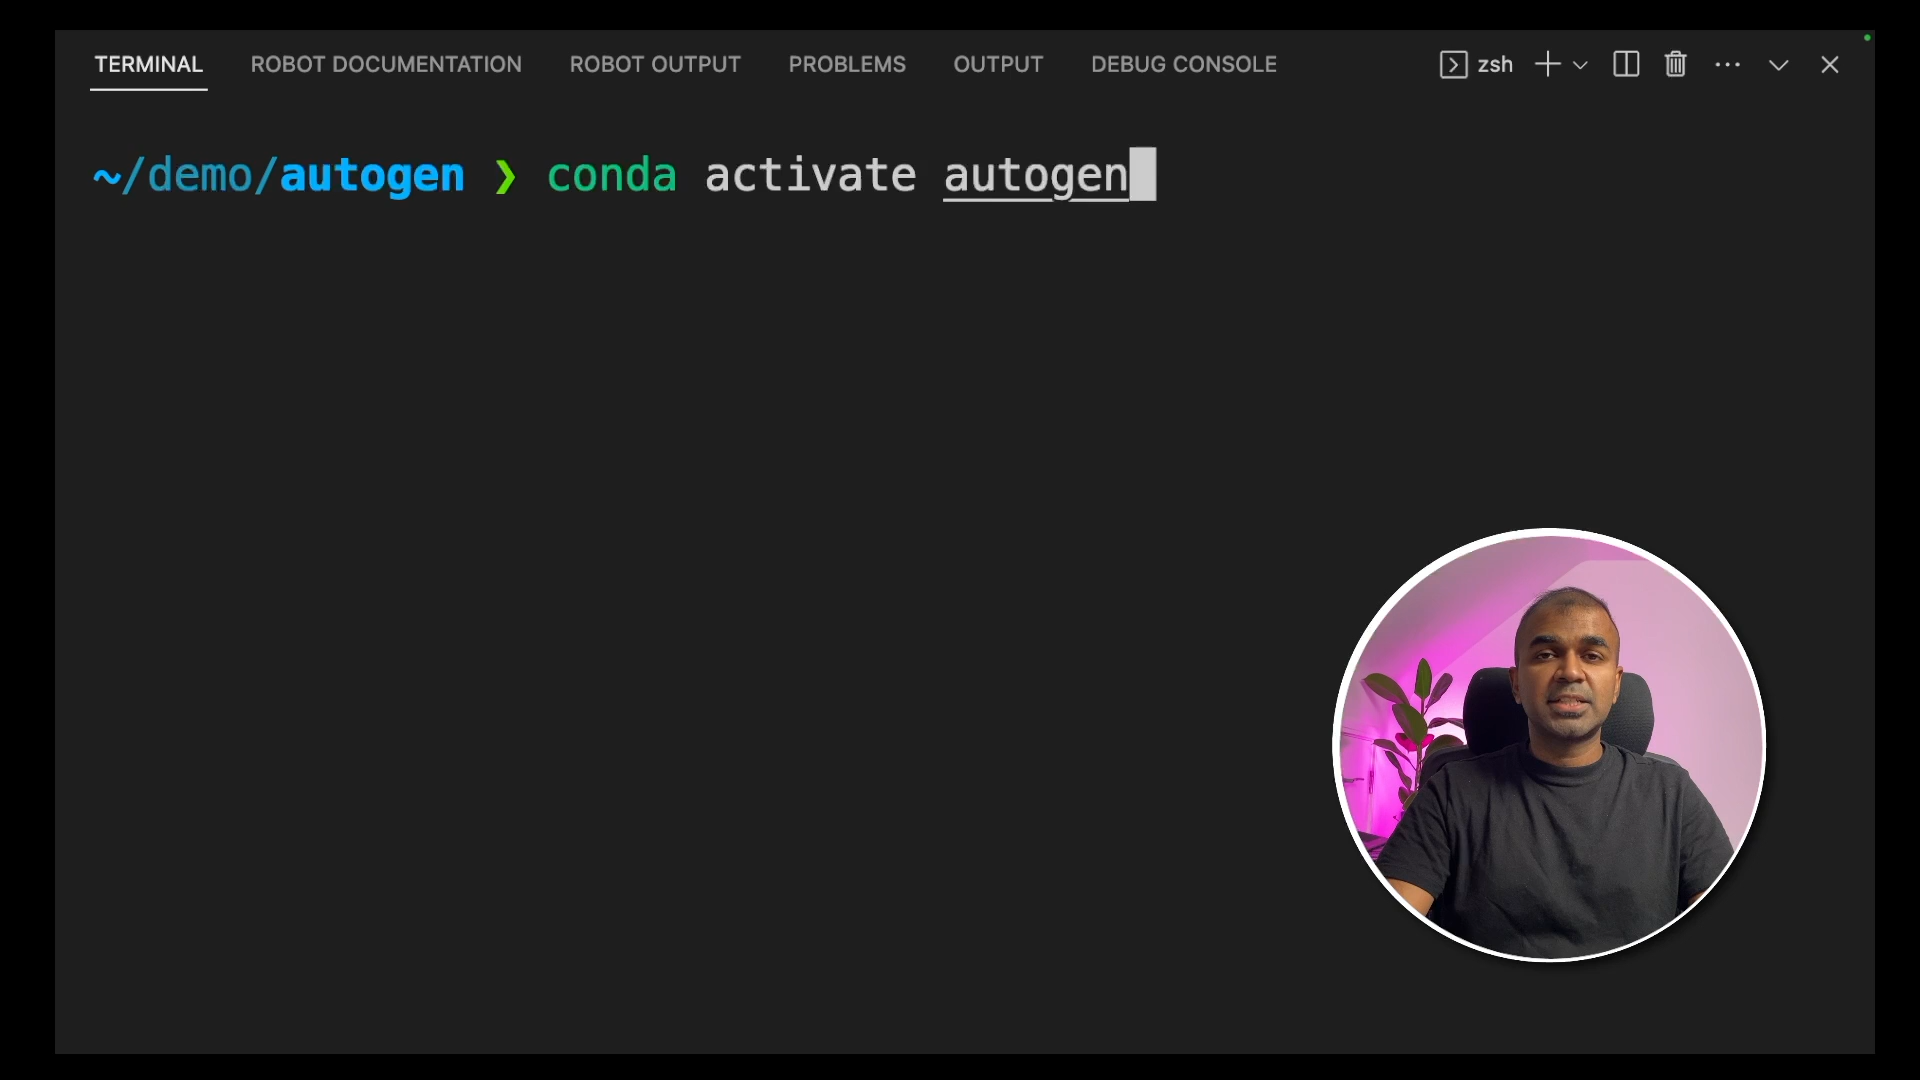 TERMINAL ROBOT DOCUMENTATION ROBOT OUTPUT PROBLEMS OUTPUT DEBUG CONSOLE zsh
~/demo/autogen ❯ conda activate autogen